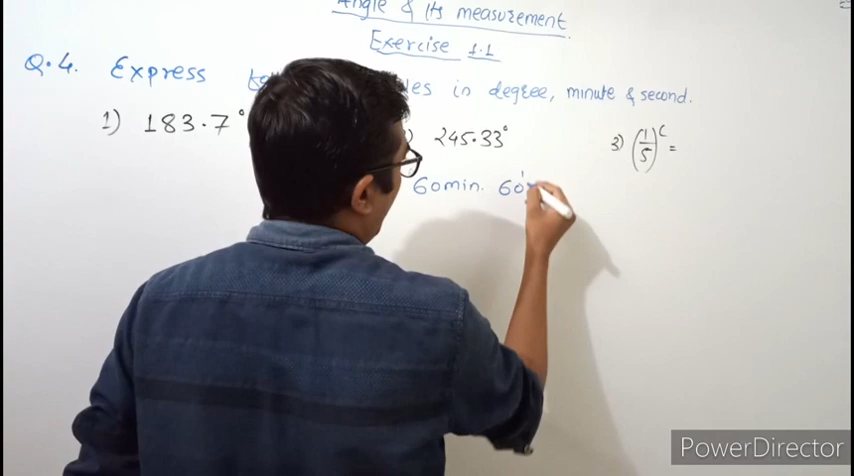 Angle & Its measurement
Exercise 1.1
Q.4. Express in degree, minute & second.
1) 183.7°
) 245.33°
3) (1/5)ᶜ =
60min. 60'
PowerDirector